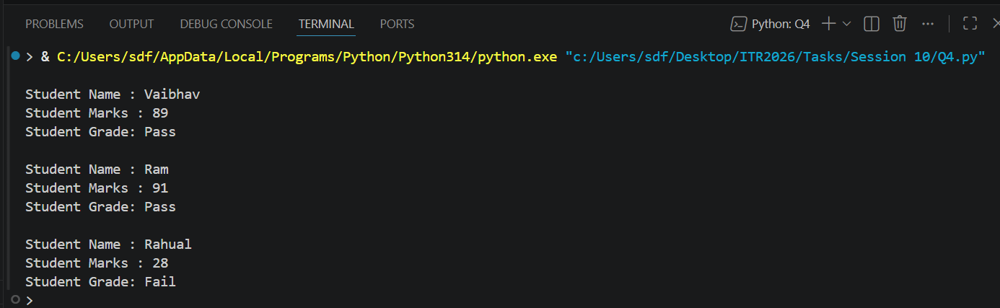 PROBLEMS OUTPUT DEBUG CONSOLE TERMINAL PORTS Python: Q4
> & C:/Users/sdf/AppData/Local/Programs/Python/Python314/python.exe "c:/Users/sdf/Desktop/ITR2026/Tasks/Session 10/Q4.py"
Student Name : Vaibhav
Student Marks : 89
Student Grade: Pass
Student Name : Ram
Student Marks : 91
Student Grade: Pass
Student Name : Rahual
Student Marks : 28
Student Grade: Fail
>